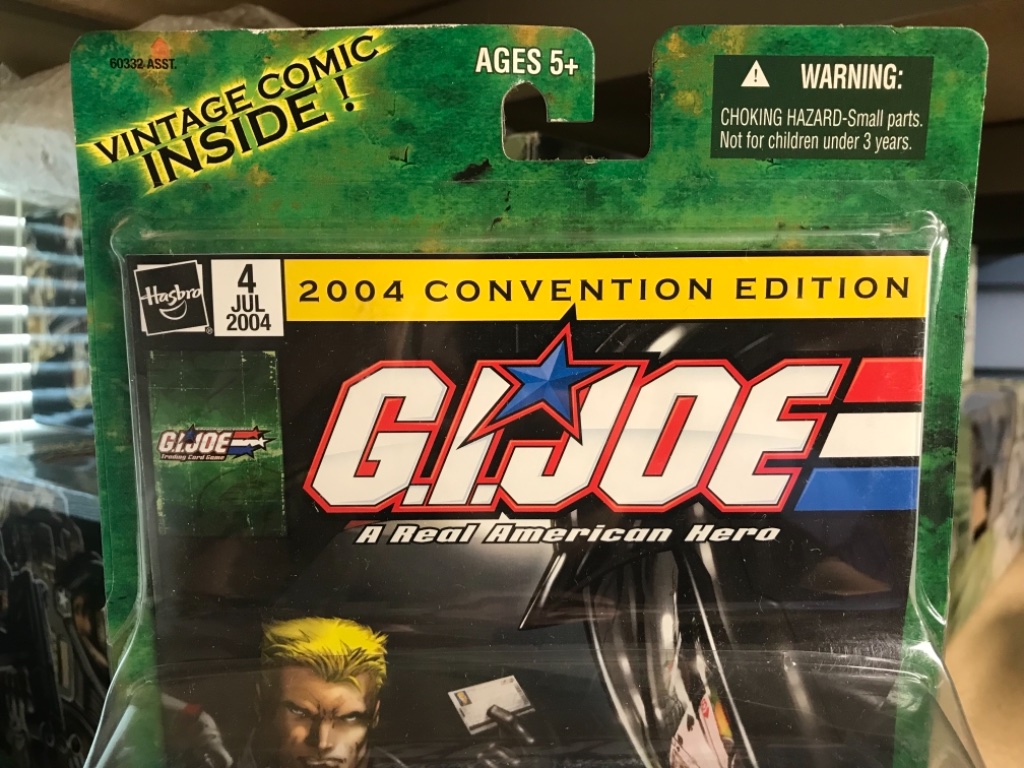 60332 ASST.
VINTAGE COMIC
INSIDE !
AGES 5+
WARNING:
CHOKING HAZARD-Small parts.
Not for children under 3 years.
Hasbro
4
JUL
2004
2004 CONVENTION EDITION
G.I.JOE
A Real American Hero
G.I.JOE
Trading Card Game